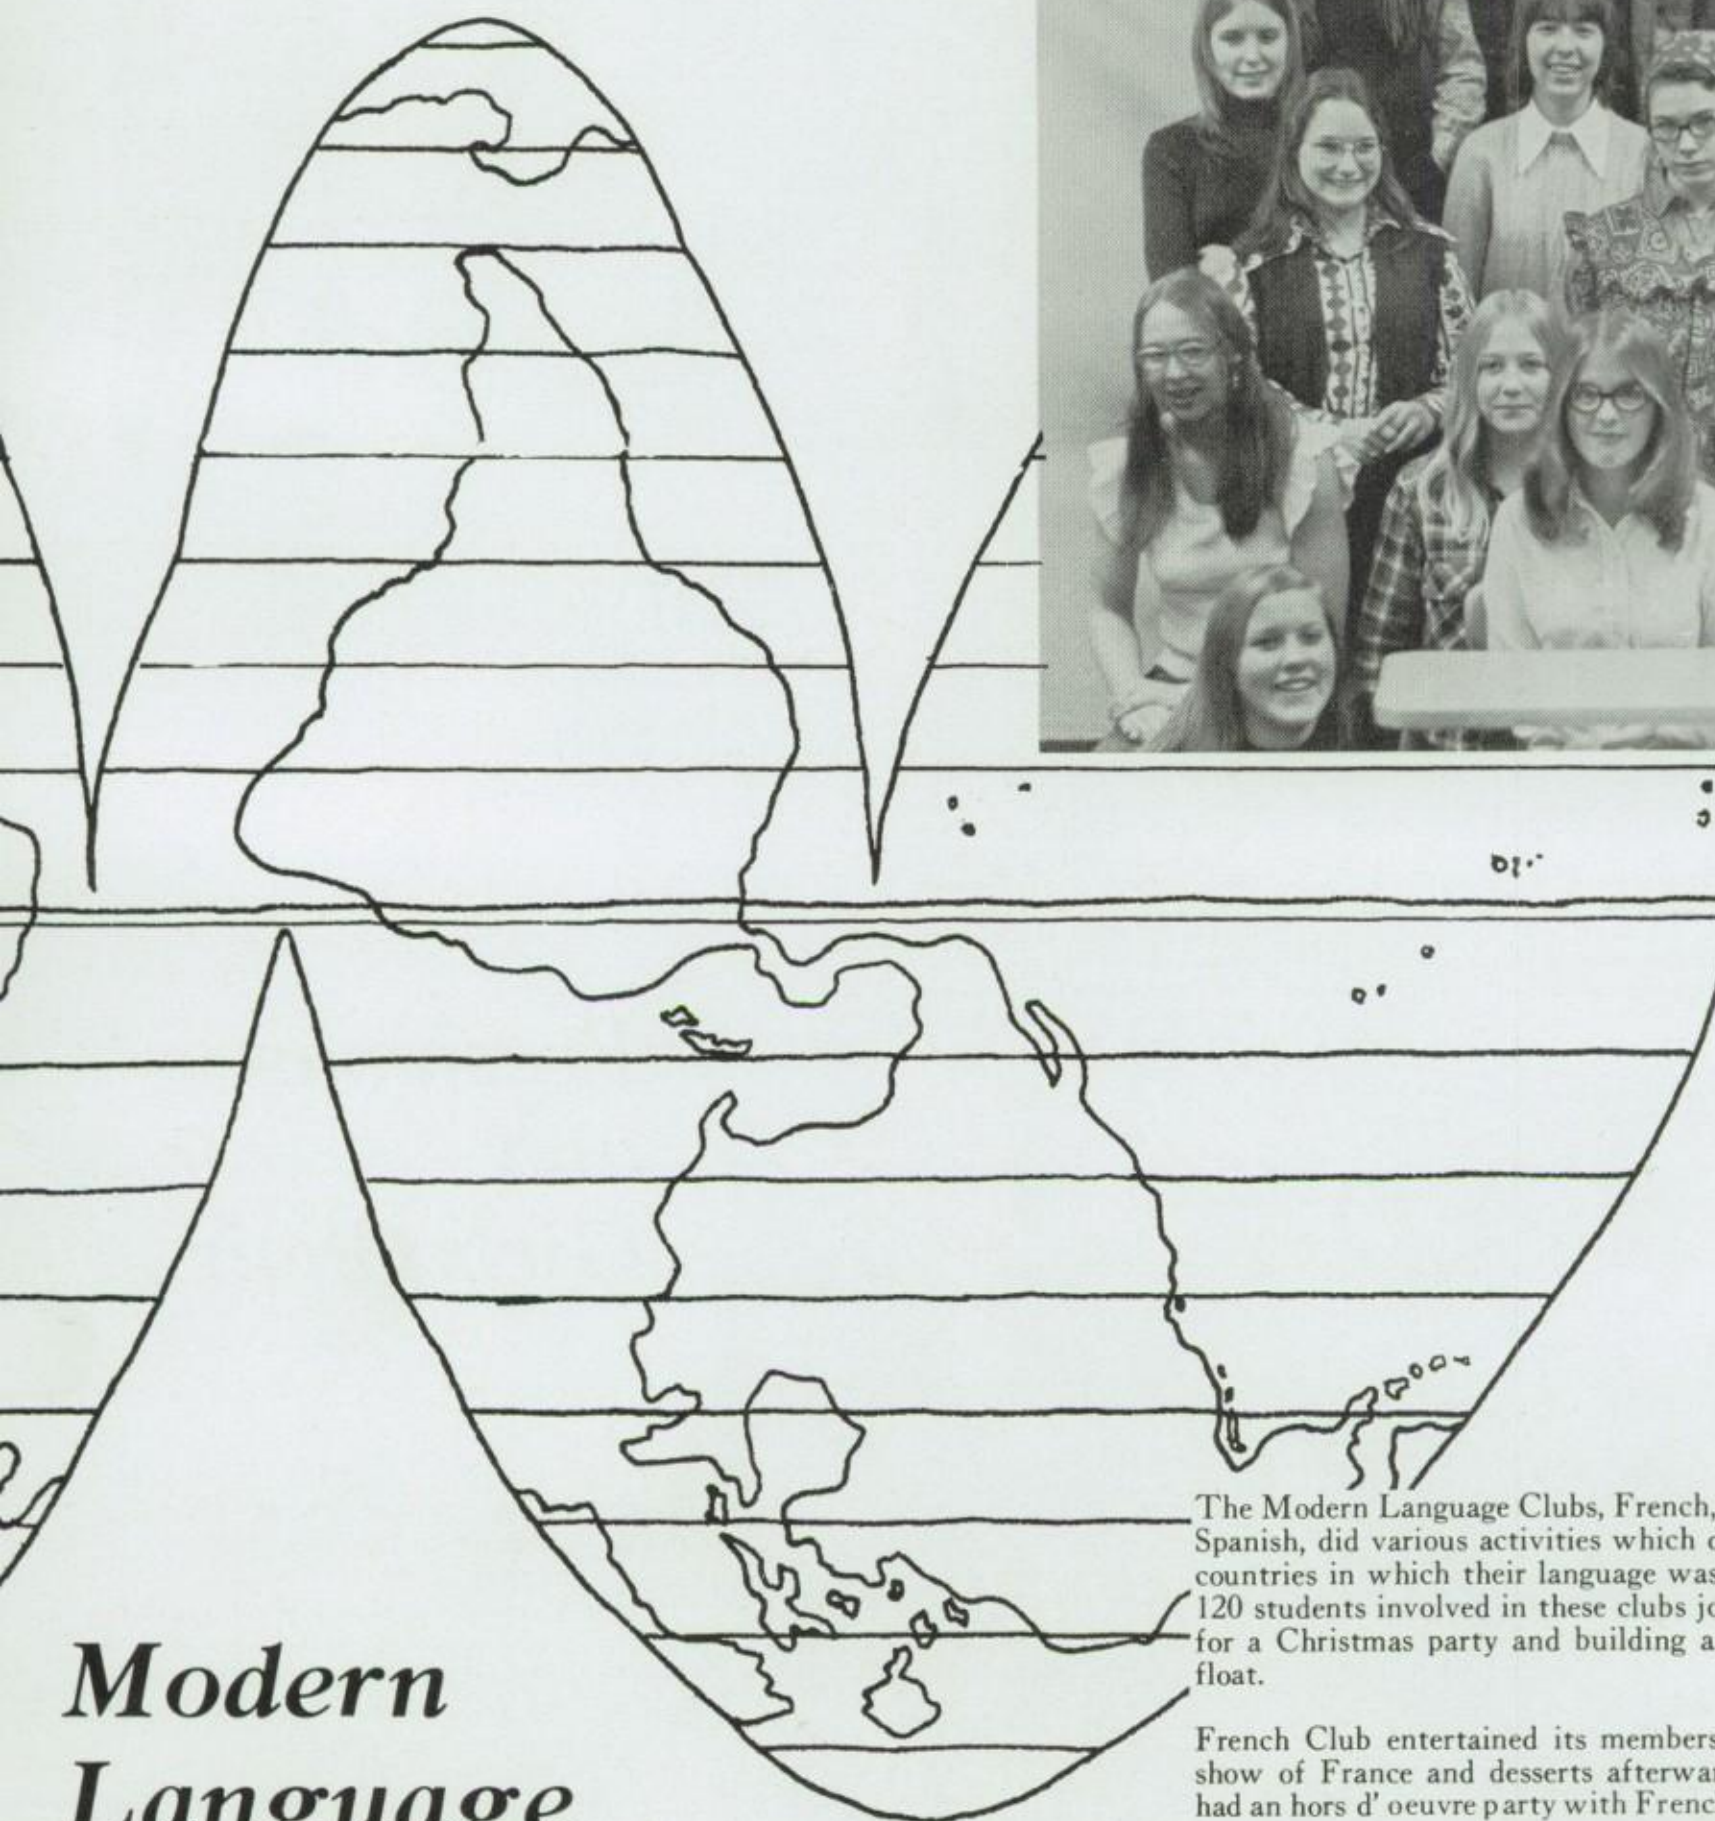 The Modern Language Clubs, French,
Spanish, did various activities which
countries in which their language was
120 students involved in these clubs
for a Christmas party and building a
float.
French Club entertained its members
show of France and desserts
had an hors d' oeuvre party with
Modern
Language